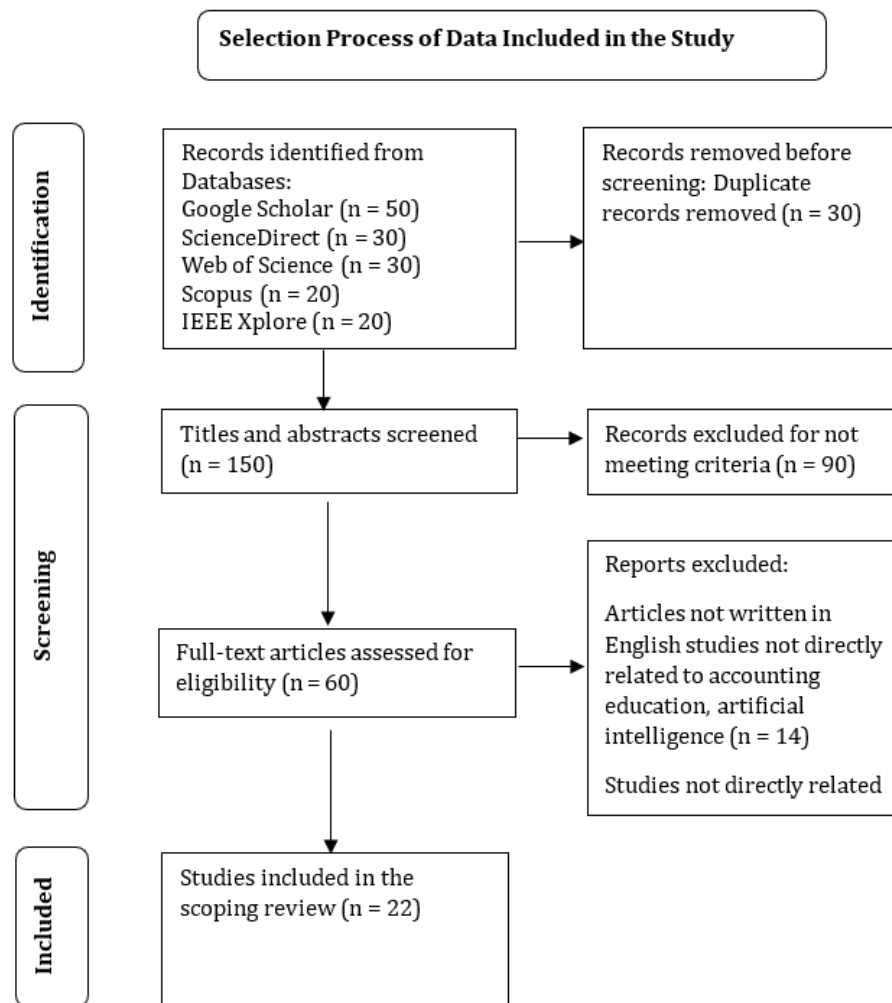 Selection Process of Data Included in the Study
Identification
Records identified from
Databases:
Google Scholar (n = 50)
ScienceDirect (n = 30)
Web of Science (n = 30)
Scopus (n = 20)
IEEE Xplore (n = 20)
Records removed before
screening: Duplicate
records removed (n = 30)
Screening
Titles and abstracts screened
(n = 150)
Records excluded for not
meeting criteria (n = 90)
Full-text articles assessed for
eligibility (n = 60)
Reports excluded:
Articles not written in
English studies not directly
related to accounting
education, artificial
intelligence (n = 14)
Studies not directly related
Included
Studies included in the
scoping review (n = 22)